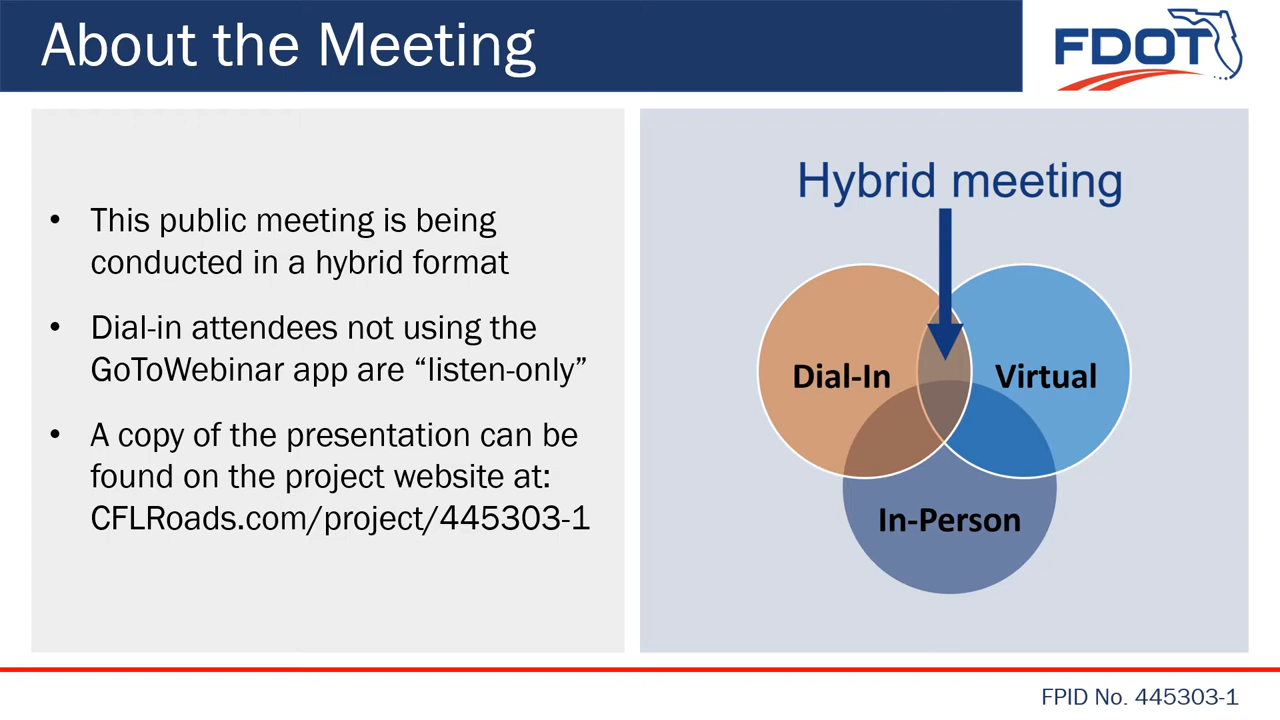 About the Meeting
FDOT
• This public meeting is being
conducted in a hybrid format
• Dial-in attendees not using the
GoToWebinar app are “listen-only”
• A copy of the presentation can be
found on the project website at:
CFLRoads.com/project/445303-1
Hybrid meeting
Dial-In
Virtual
In-Person
FPID No. 445303-1